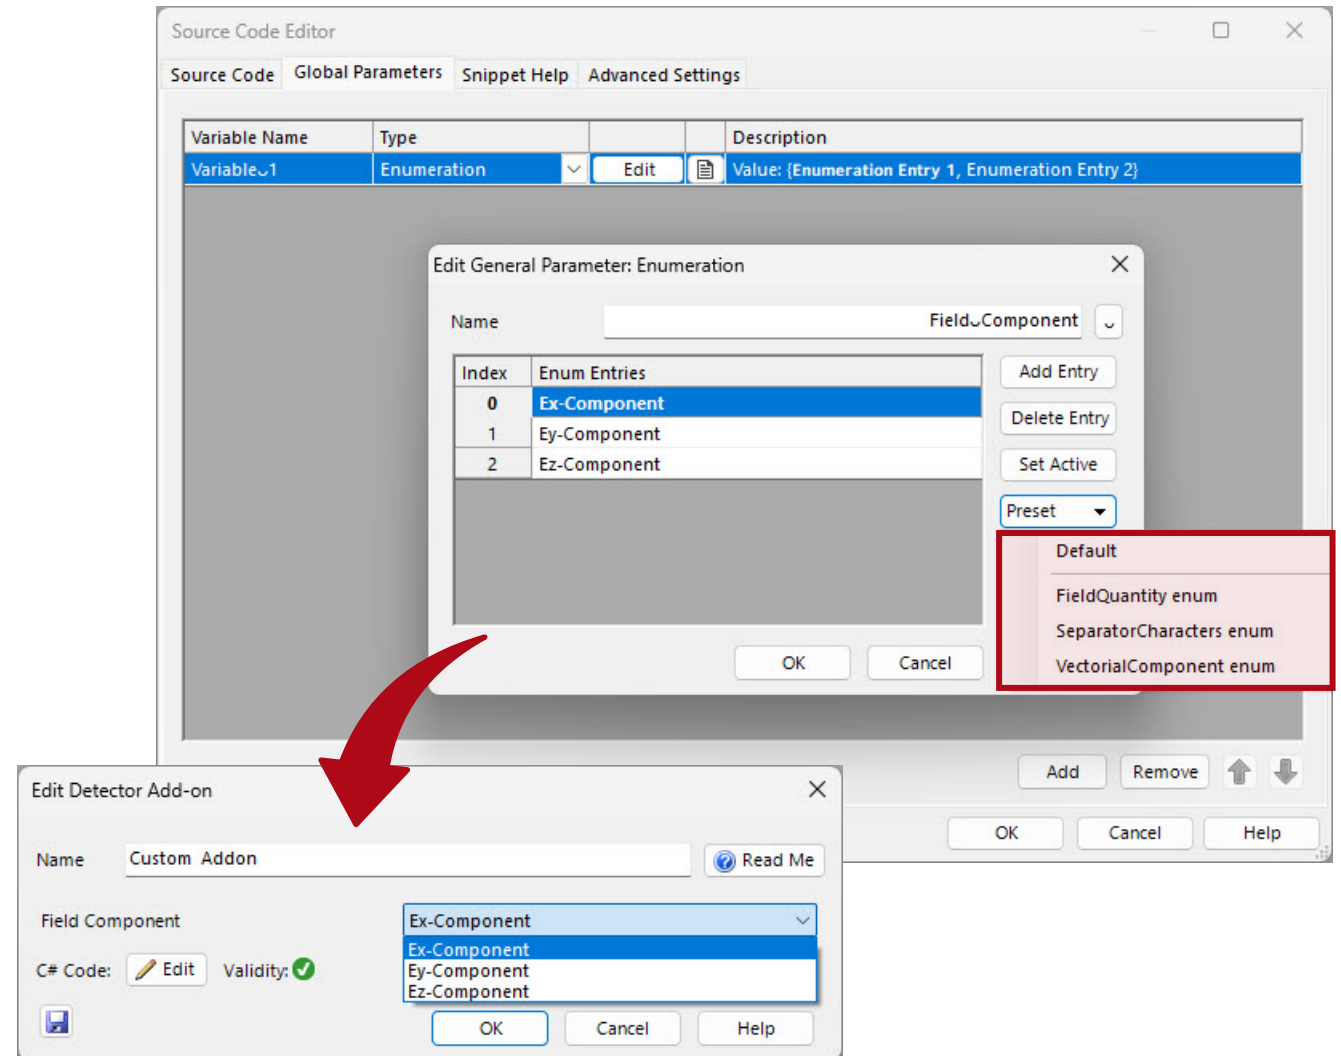 Source Code Editor
Source Code Global Parameters Snippet Help Advanced Settings
Variable Name Type Description
Variable⌣1 Enumeration Edit Value: {Enumeration Entry 1, Enumeration Entry 2}
Edit General Parameter: Enumeration
Name Field⌣Component ⌣
Index Enum Entries Add Entry
0 Ex-Component
1 Ey-Component Delete Entry
2 Ez-Component Set Active
Preset
Default
FieldQuantity enum
SeparatorCharacters enum
VectorialComponent enum
OK Cancel
Add Remove
OK Cancel Help
Edit Detector Add-on
Name Custom Addon Read Me
Field Component Ex-Component
Ex-Component
Ey-Component
Ez-Component
C# Code: Edit Validity:
OK Cancel Help